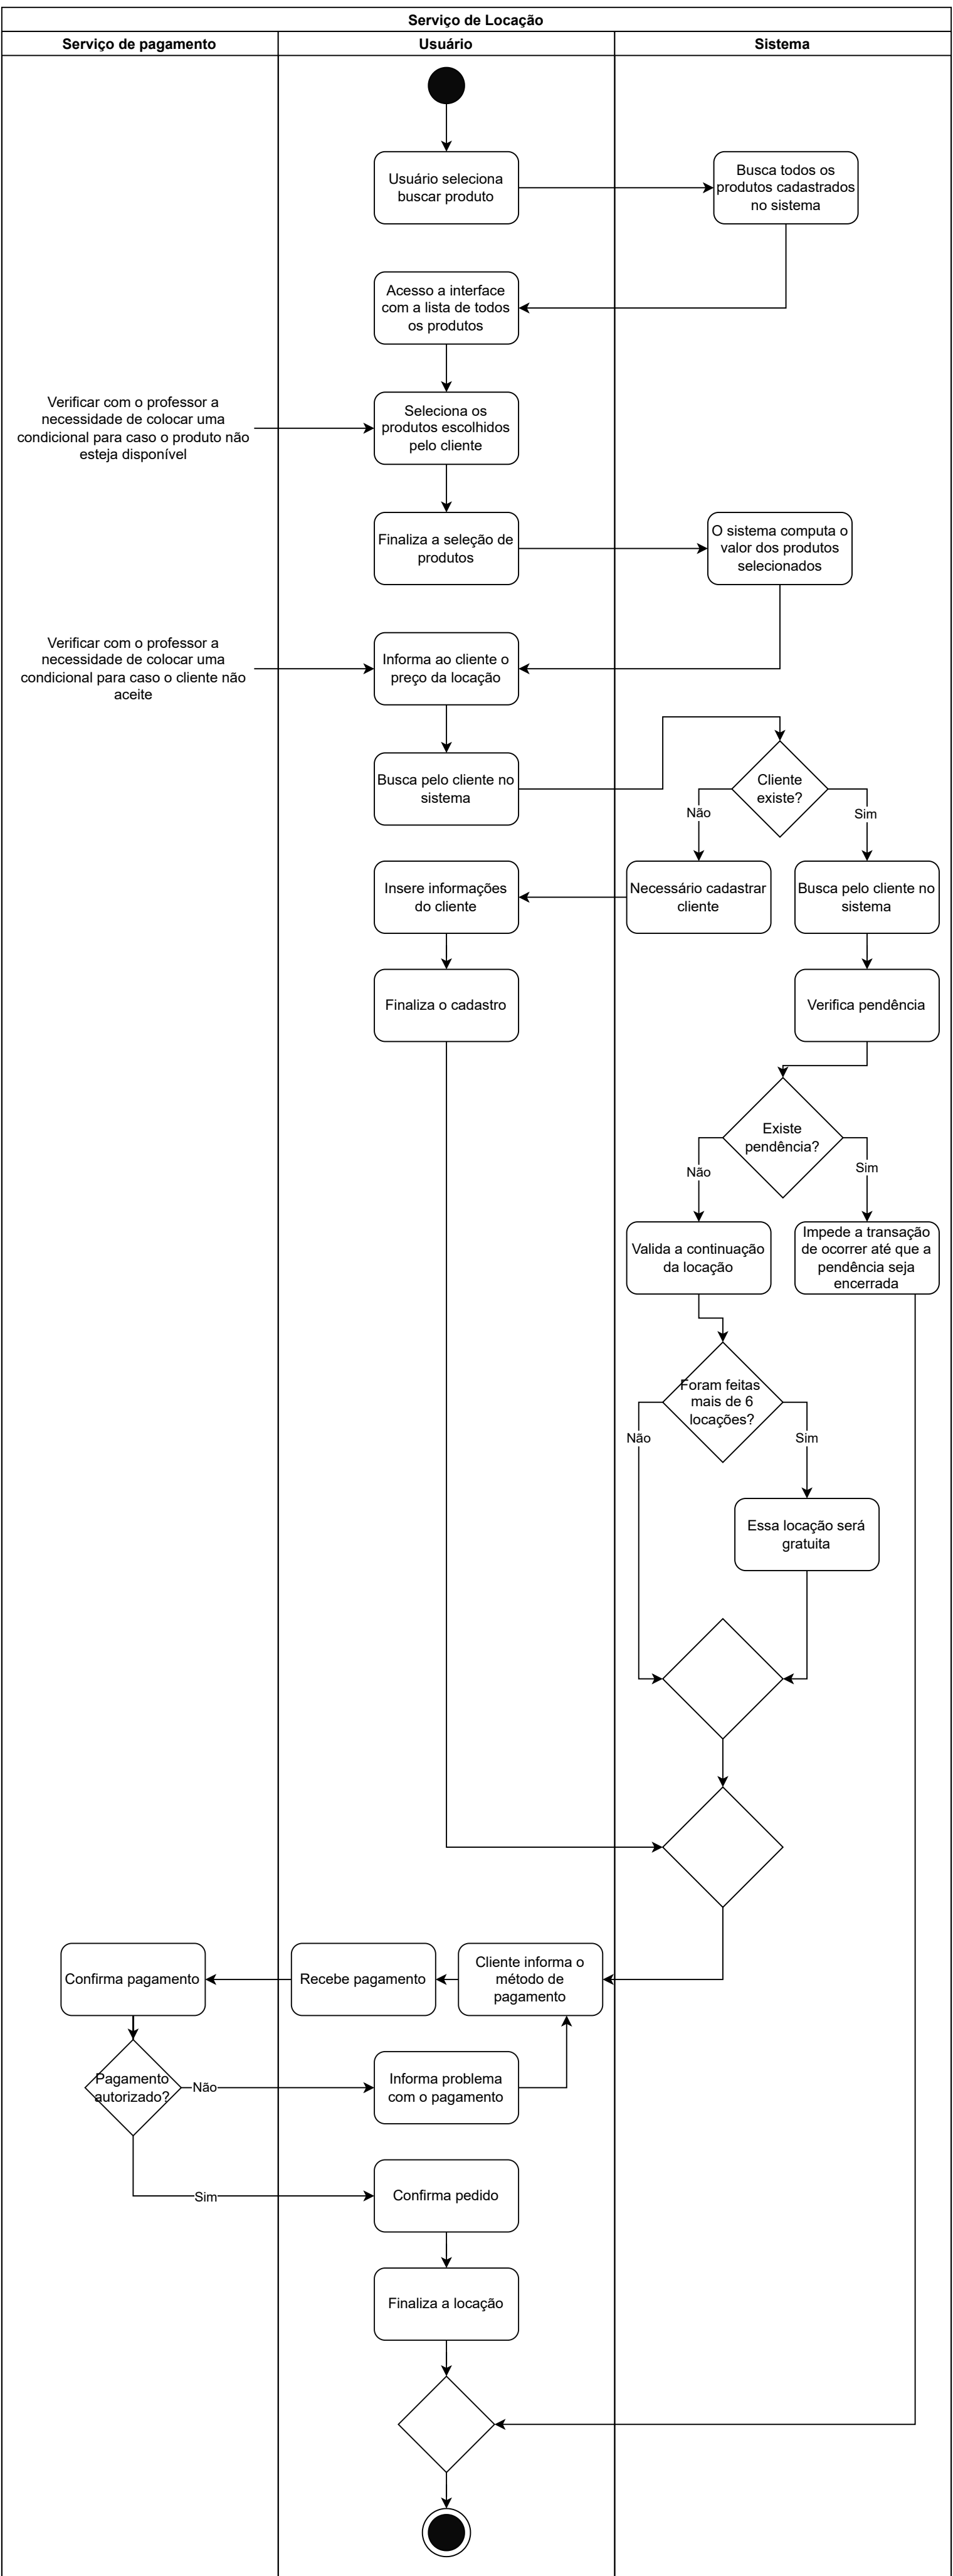 Serviço de Locação
Serviço de pagamento
Usuário
Sistema
Usuário seleciona
buscar produto
Busca todos os
produtos cadastrados
no sistema
Acesso a interface
com a lista de todos
os produtos
Verificar com o professor a
necessidade de colocar uma
condicional para caso o produto não
esteja disponível
Seleciona os
produtos escolhidos
pelo cliente
Finaliza a seleção de
produtos
O sistema computa o
valor dos produtos
selecionados
Verificar com o professor a
necessidade de colocar uma
condicional para caso o cliente não
aceite
Informa ao cliente o
preço da locação
Busca pelo cliente no
sistema
Cliente
existe?
Não
Sim
Insere informações
do cliente
Necessário cadastrar
cliente
Busca pelo cliente no
sistema
Finaliza o cadastro
Verifica pendência
Existe
pendência?
Não
Sim
Valida a continuação
da locação
Impede a transação
de ocorrer até que a
pendência seja
encerrada
Foram feitas
mais de 6
locações?
Não
Sim
Essa locação será
gratuita
Confirma pagamento
Recebe pagamento
Cliente informa o
método de
pagamento
Pagamento
autorizado?
Não
Informa problema
com o pagamento
Sim
Confirma pedido
Finaliza a locação